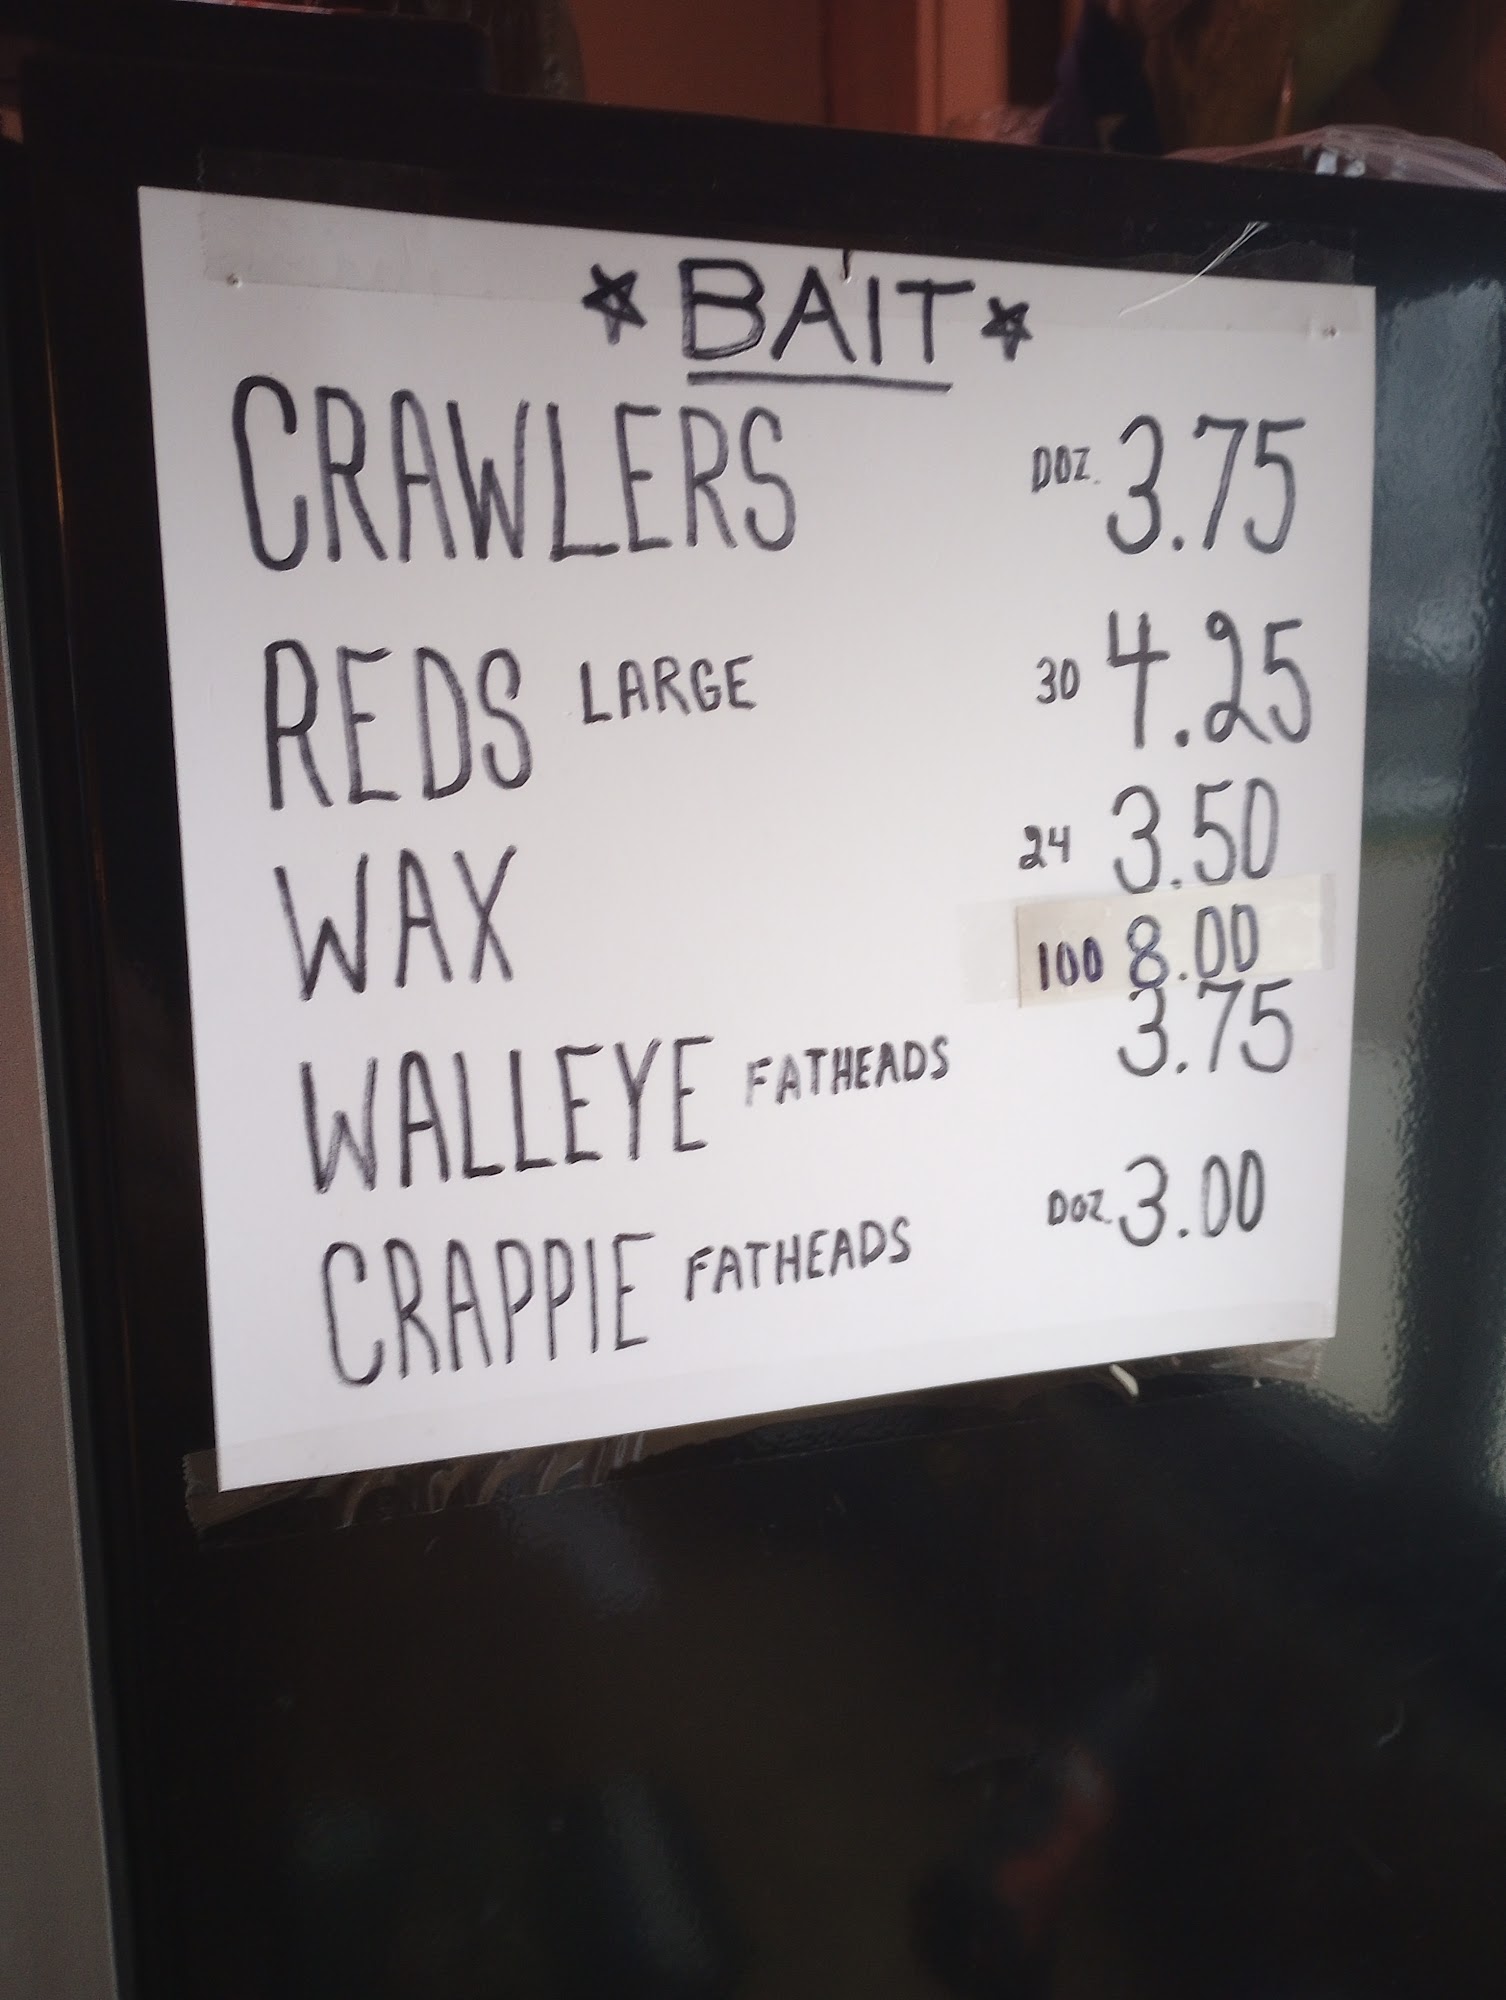 * BAIT *
CRAWLERS DOZ. 3.75
REDS LARGE 30 4.25
WAX 24 3.50
100 8.00
WALLEYE FATHEADS 3.75
CRAPPIE FATHEADS DOZ. 3.00